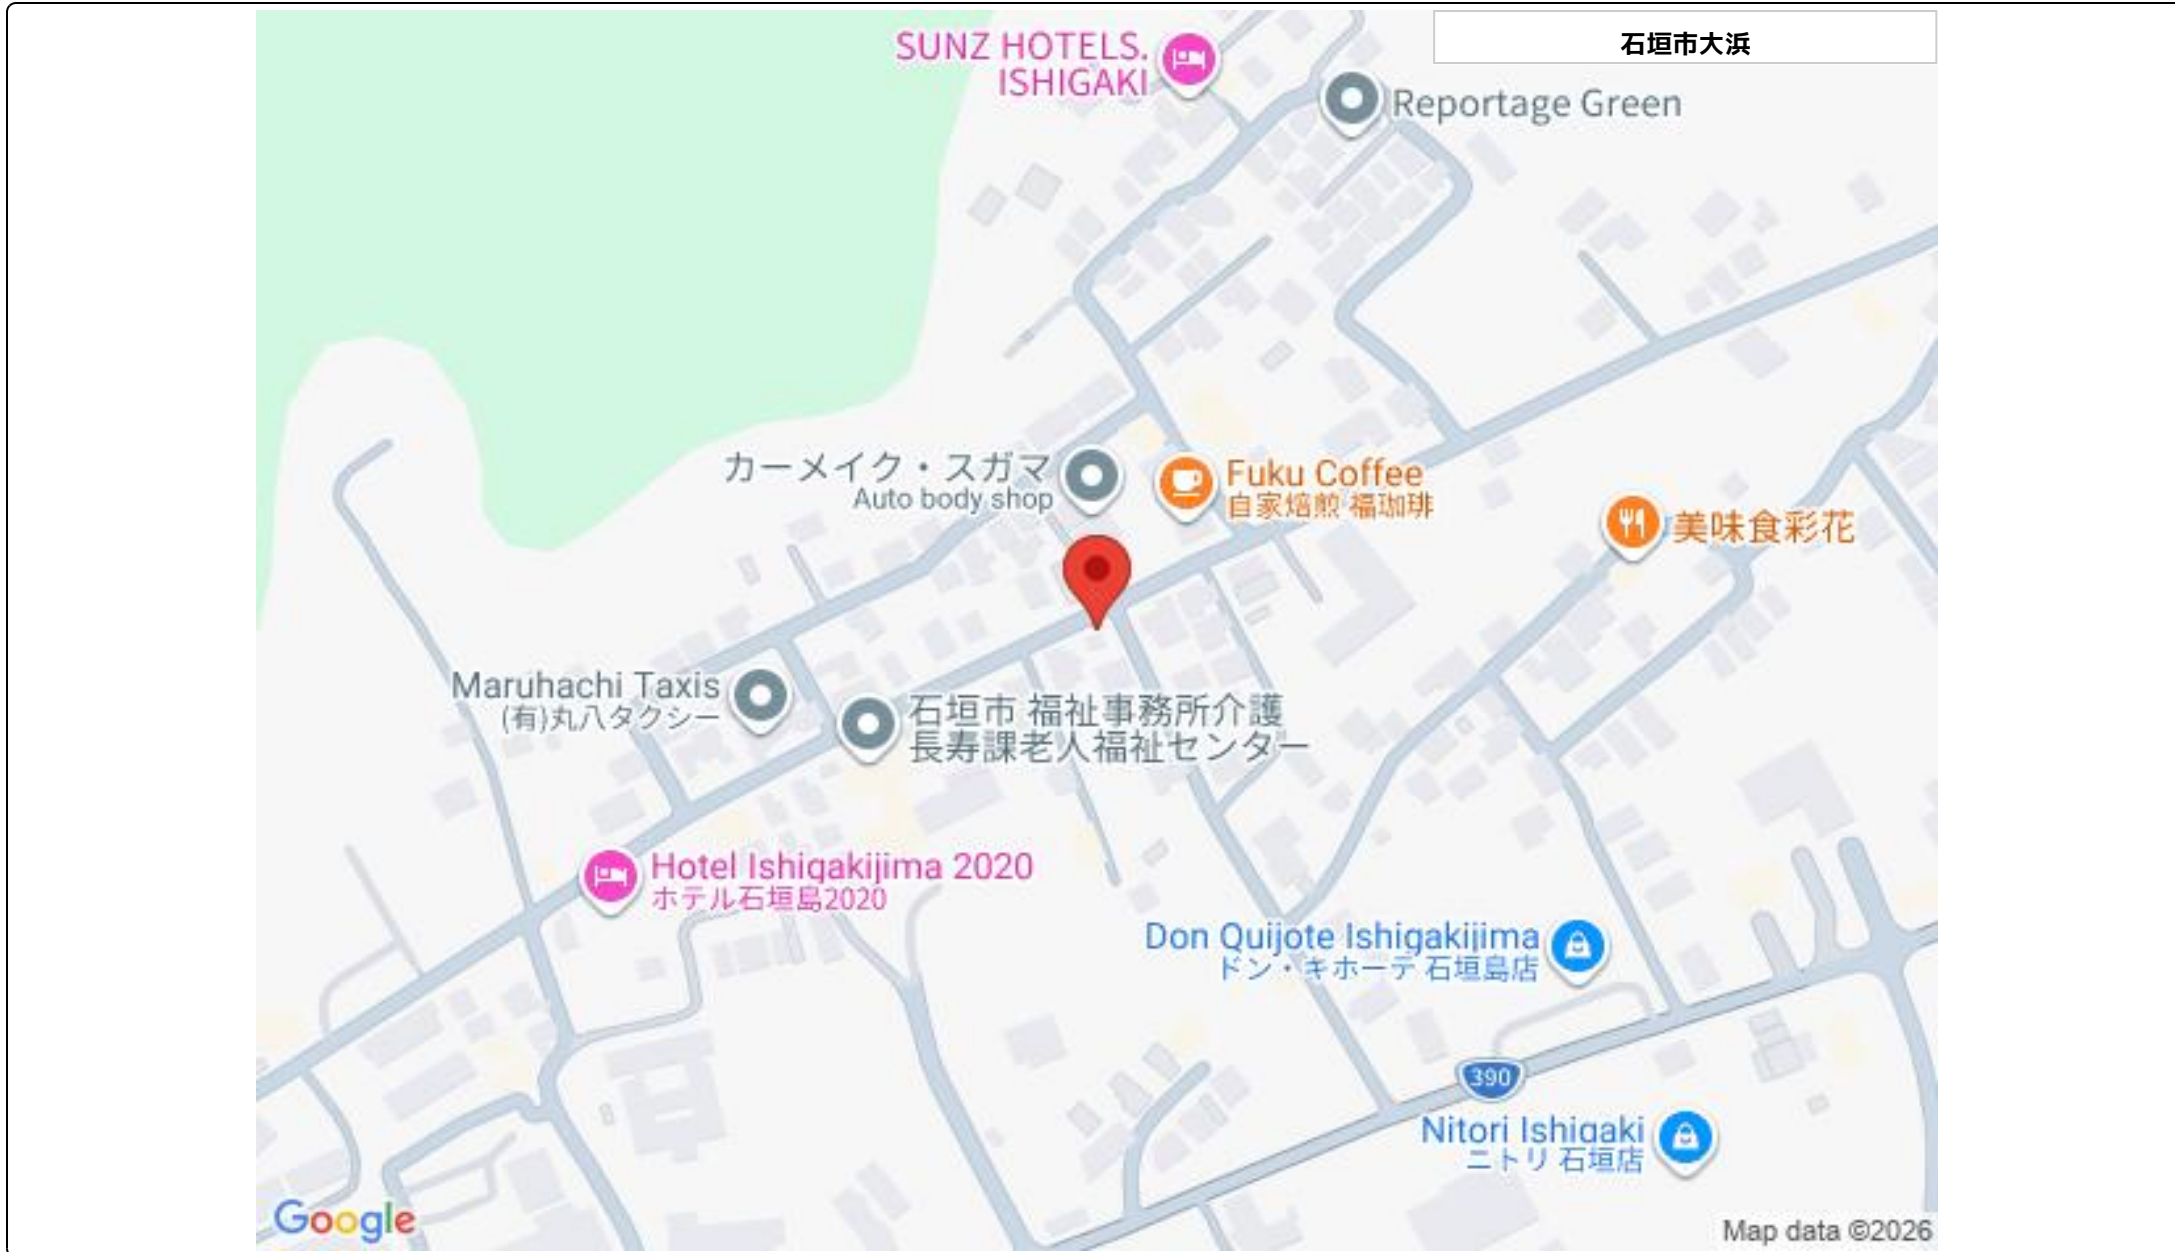 石垣市大浜
SUNZ HOTELS.
ISHIGAKI
Reportage Green
カーメイク・スガマ
Auto body shop
Fuku Coffee
自家焙煎 福珈琲
美味食彩花
Maruhachi Taxis
(有)丸八タクシー
石垣市 福祉事務所介護
長寿課老人福祉センター
Hotel Ishigakijima 2020
ホテル石垣島2020
Don Quijote Ishigakijima
ドン・キホーテ 石垣島店
390
Nitori Ishigaki
ニトリ 石垣店
Google
Map data ©2026